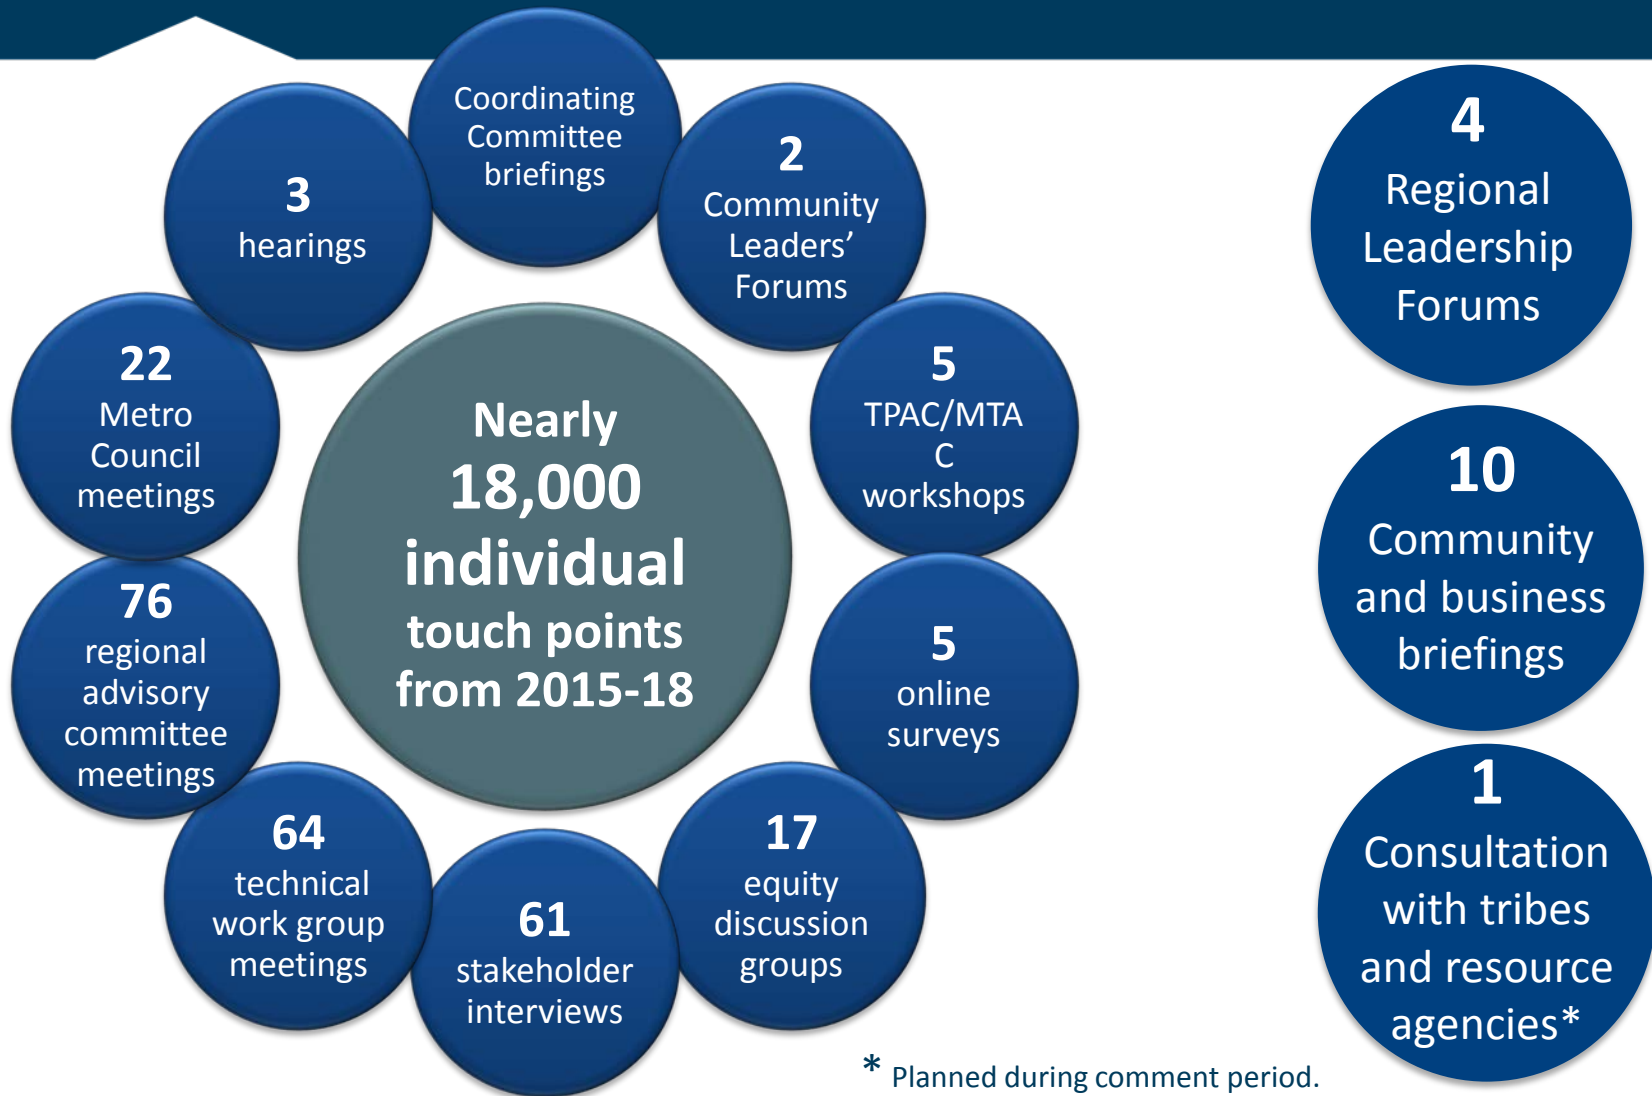 Coordinating
Committee
briefings
2
Community
Leaders’
Forums
5
TPAC/MTA
C
workshops
5
online
surveys
17
equity
discussion
groups
61
stakeholder
interviews
64
technical
work group
meetings
76
regional
advisory
committee
meetings
22
Metro
Council
meetings
3
hearings
Nearly
18,000
individual
touch points
from 2015-18
4
Regional
Leadership
Forums
10
Community
and business
briefings
1
Consultation
with tribes
and resource
agencies*
* Planned during comment period.